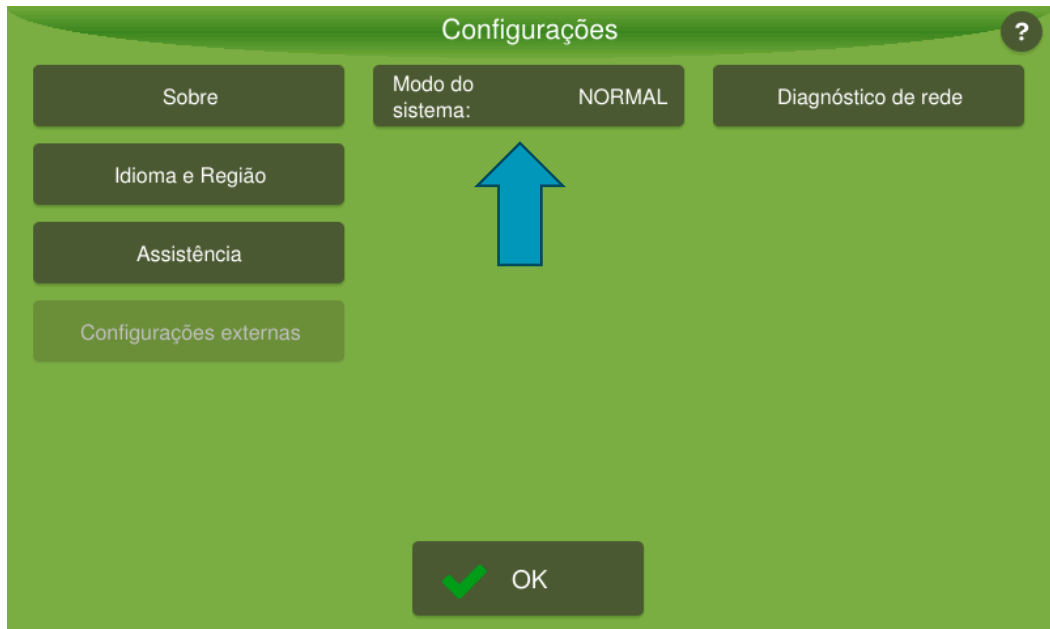 Configurações
?
Sobre
Modo do
sistema:
NORMAL
Diagnóstico de rede
Idioma e Região
Assistência
Configurações externas
OK